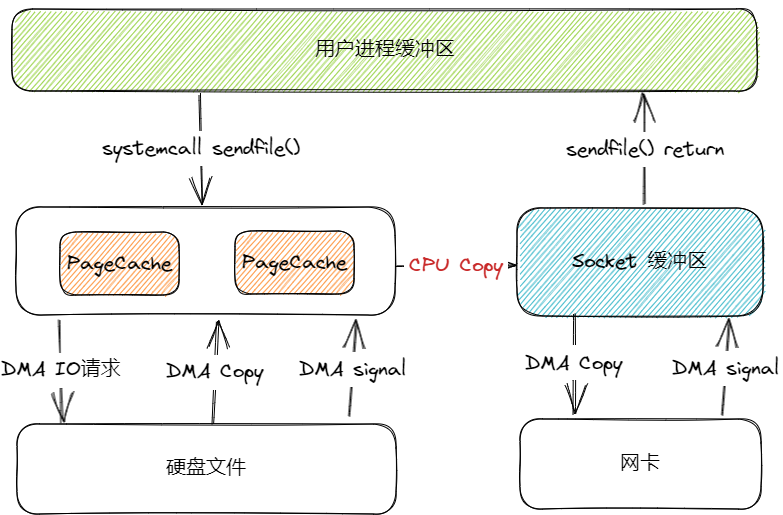 用户进程缓冲区
systemcall sendfile()
sendfile() return
PageCache
PageCache
CPU Copy
Socket 缓冲区
DMA IO请求
DMA Copy
DMA signal
DMA Copy
DMA signal
硬盘文件
网卡